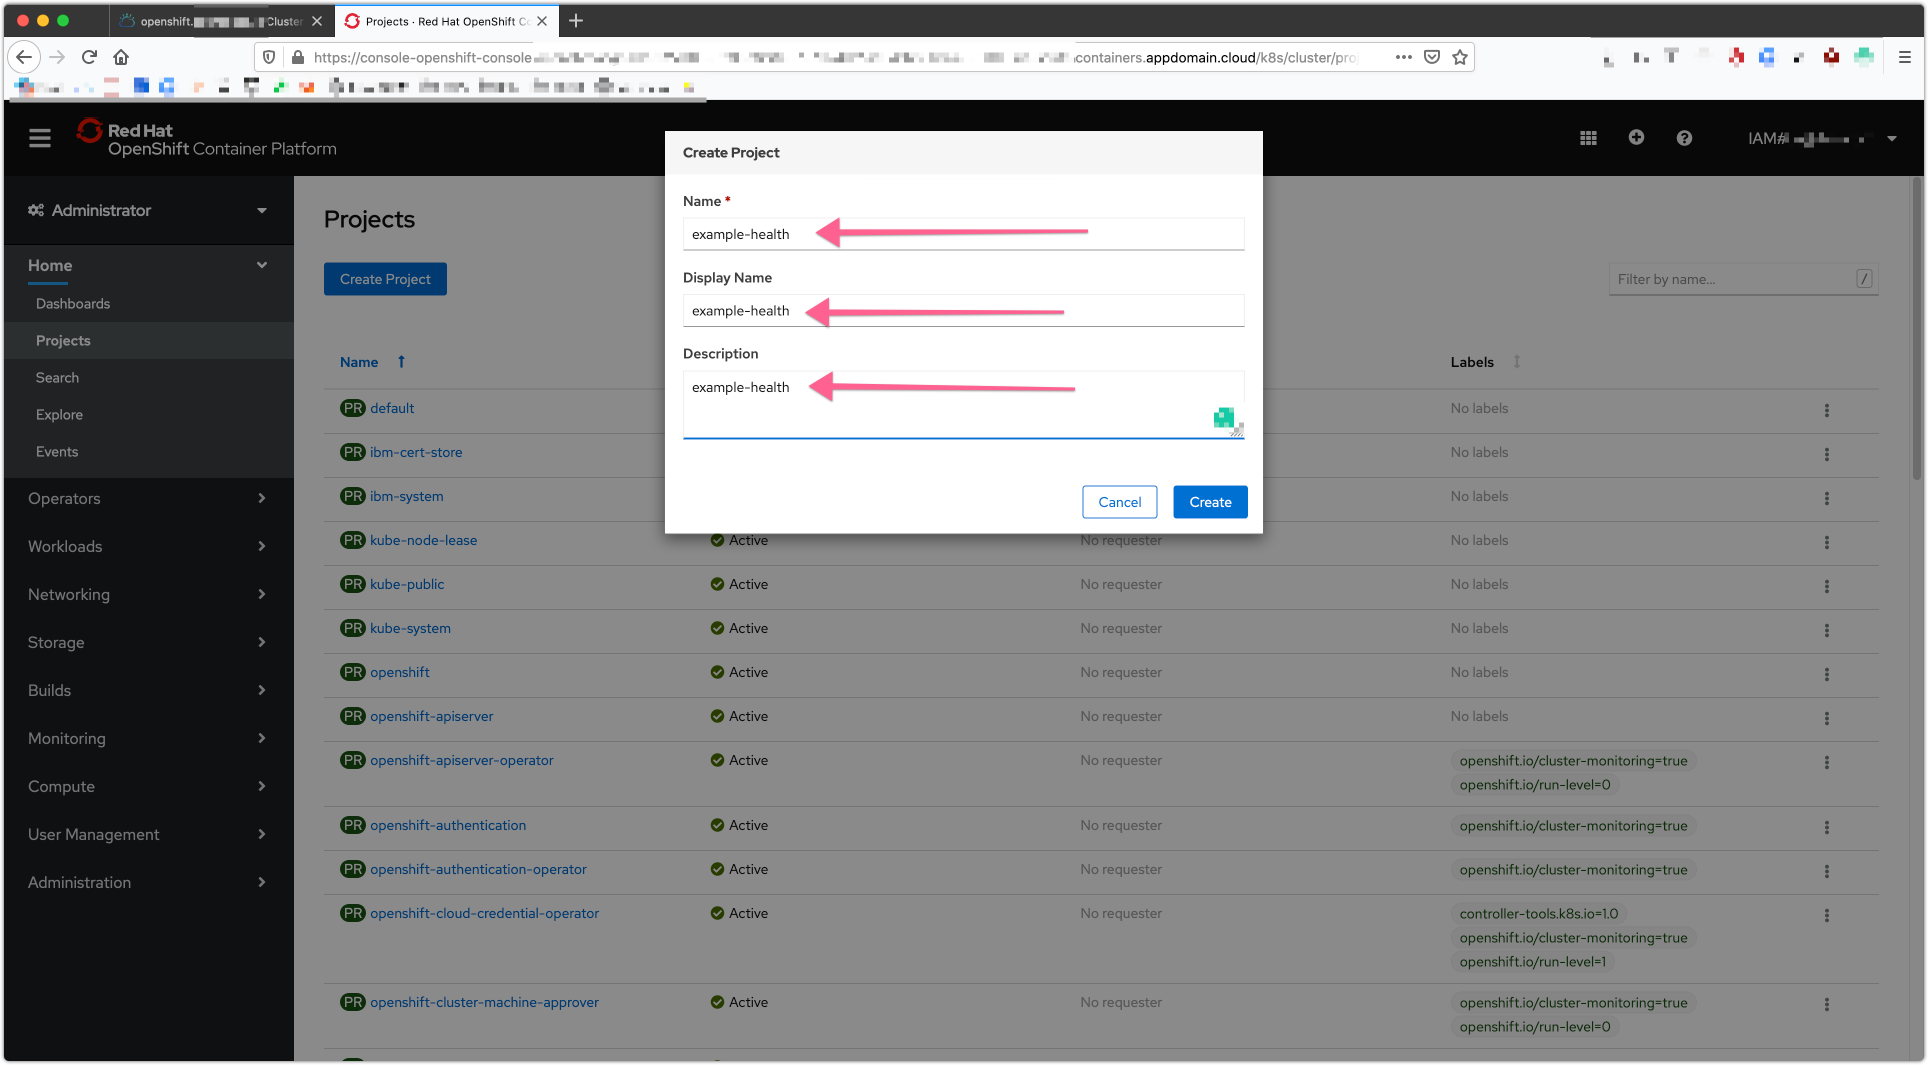 openshift. Cluster
Projects · Red Hat OpenShift Co
https://console-openshift-console containers.appdomain.cloud/k8s/cluster/pro
Red Hat
OpenShift Container Platform
IAM#
Administrator
Home
Dashboards
Projects
Search
Explore
Events
Operators
Workloads
Networking
Storage
Builds
Monitoring
Compute
User Management
Administration
Projects
Create Project
Filter by name...
/
Create Project
Name *
example-health
Display Name
example-health
Description
example-health
Cancel
Create
Name
Labels
PR default No labels
PR ibm-cert-store No labels
PR ibm-system No labels
PR kube-node-lease Active No requester No labels
PR kube-public Active No requester No labels
PR kube-system Active No requester No labels
PR openshift Active No requester No labels
PR openshift-apiserver Active No requester No labels
PR openshift-apiserver-operator Active No requester openshift.io/cluster-monitoring=true
openshift.io/run-level=0
PR openshift-authentication Active No requester openshift.io/cluster-monitoring=true
PR openshift-authentication-operator Active No requester openshift.io/cluster-monitoring=true
PR openshift-cloud-credential-operator Active No requester controller-tools.k8s.io=1.0
openshift.io/cluster-monitoring=true
openshift.io/run-level=1
PR openshift-cluster-machine-approver Active No requester openshift.io/cluster-monitoring=true
openshift.io/run-level=0